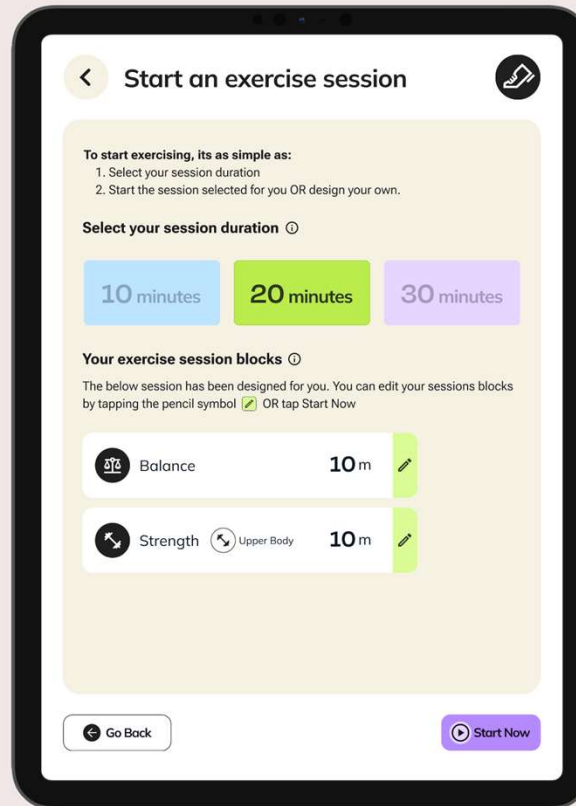 Start an exercise session
To start exercising, its as simple as:
1. Select your session duration
2. Start the session selected for you OR design your own.
Select your session duration
10 minutes
20 minutes
30 minutes
Your exercise session blocks
The below session has been designed for you. You can edit your sessions blocks
by tapping the pencil symbol OR tap Start Now
Balance 10 m
Strength Upper Body 10 m
Go Back
Start Now